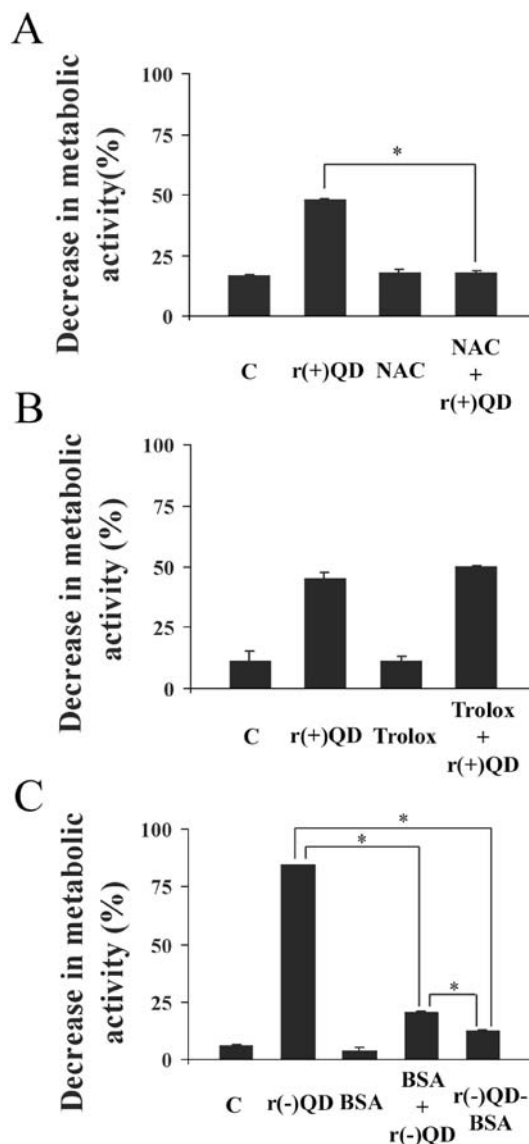 A
Decrease in metabolic
activity(%)
100
75
50
25
0
*
C r(+)QD NAC NAC
+
r(+)QD
B
Decrease in metabolic
activity (%)
100
75
50
25
0
C r(+)QD Trolox Trolox
+
r(+)QD
C
Decrease in metabolic
activity (%)
100
75
50
25
0
*
*
*
C r(-)QD BSA BSA
+
r(-)QD
r(-)QD-
BSA